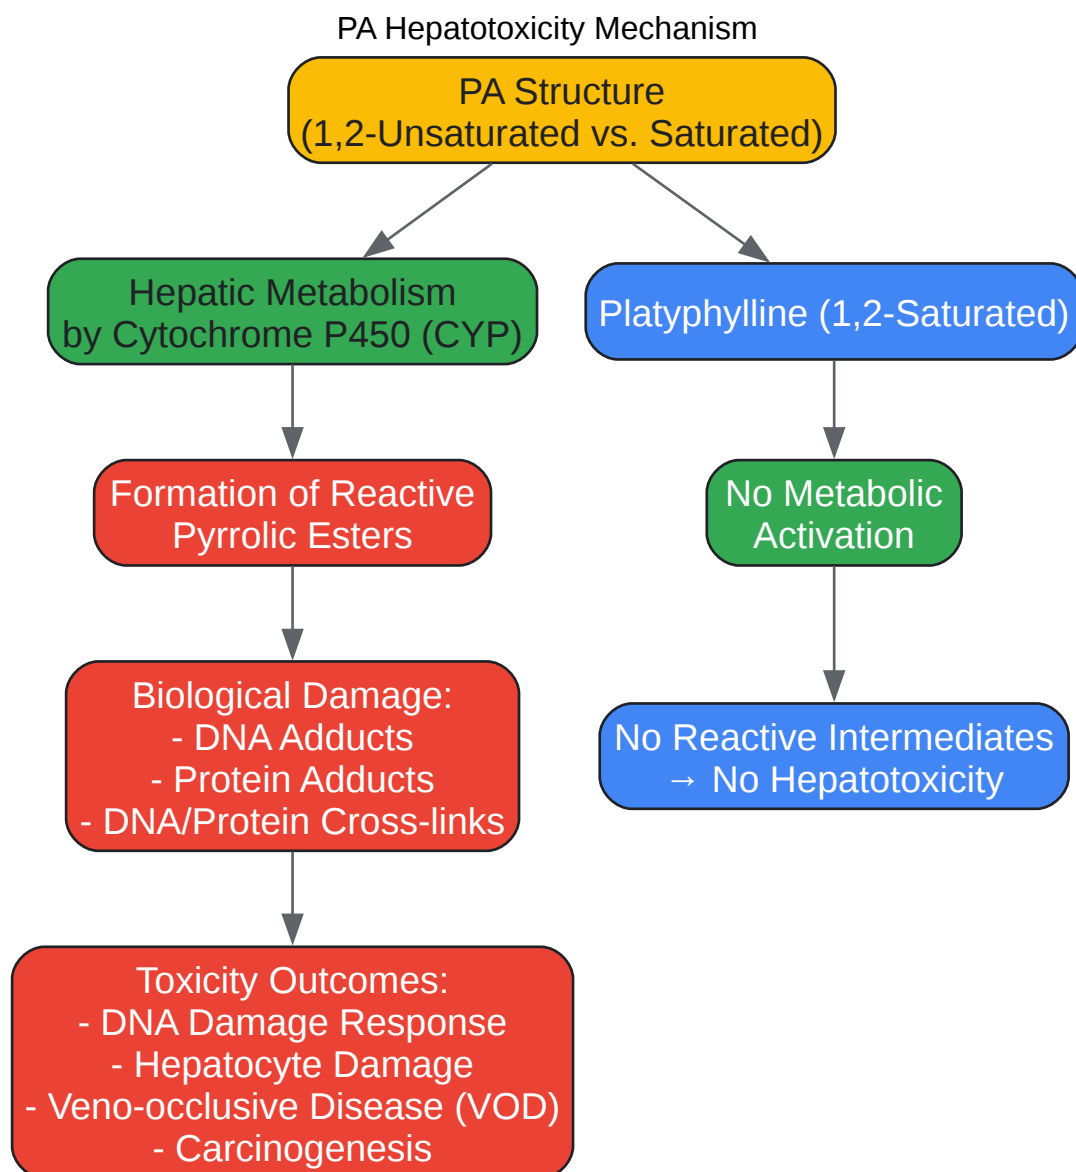 PA Hepatotoxicity Mechanism
PA Structure
(1,2-Unsaturated vs. Saturated)
Hepatic Metabolism
by Cytochrome P450 (CYP)
Platyphylline (1,2-Saturated)
Formation of Reactive
Pyrrolic Esters
No Metabolic
Activation
Biological Damage:
- DNA Adducts
- Protein Adducts
- DNA/Protein Cross-links
No Reactive Intermediates
→ No Hepatotoxicity
Toxicity Outcomes:
- DNA Damage Response
- Hepatocyte Damage
- Veno-occlusive Disease (VOD)
- Carcinogenesis